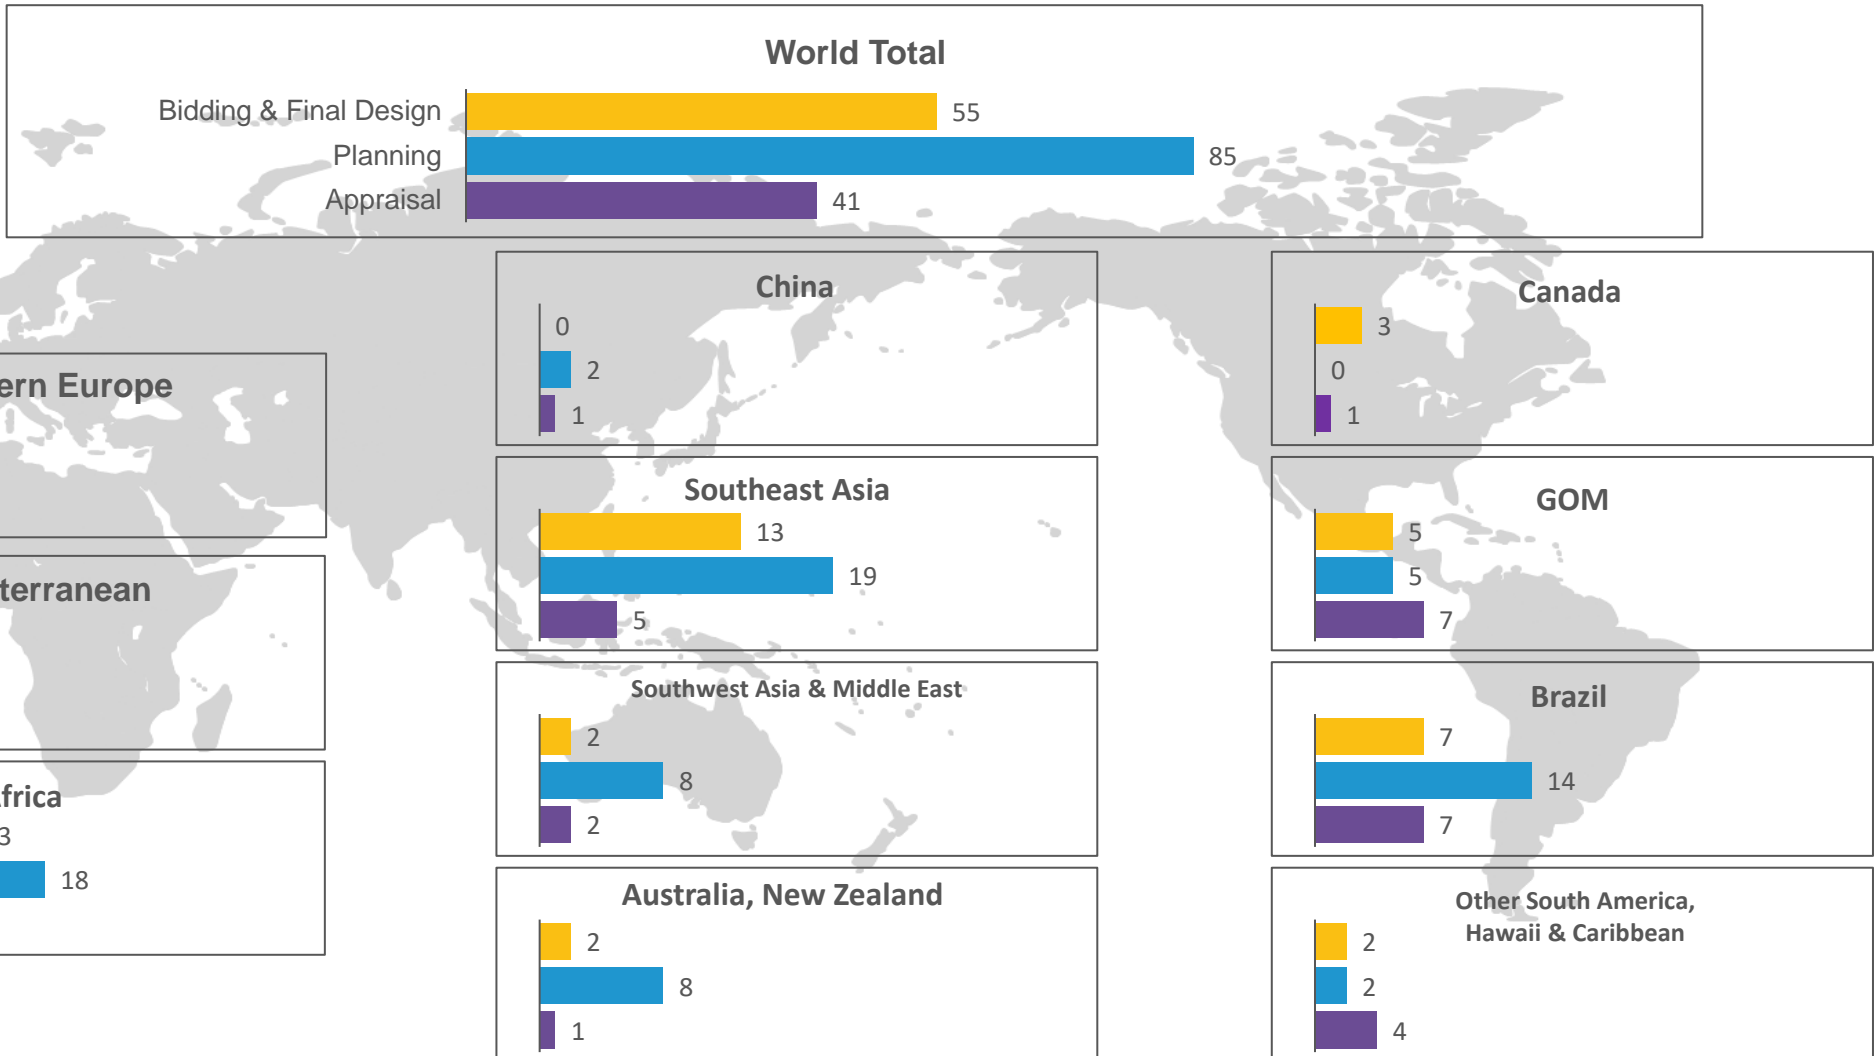 World Total
Bidding & Final Design
55
Planning
85
Appraisal
41
ern Europe
terranean
frica
3
18
China
0
2
1
Southeast Asia
13
19
5
Southwest Asia & Middle East
2
8
2
Australia, New Zealand
2
8
1
Canada
3
0
1
GOM
5
5
7
Brazil
7
14
7
Other South America,
Hawaii & Caribbean
2
2
4